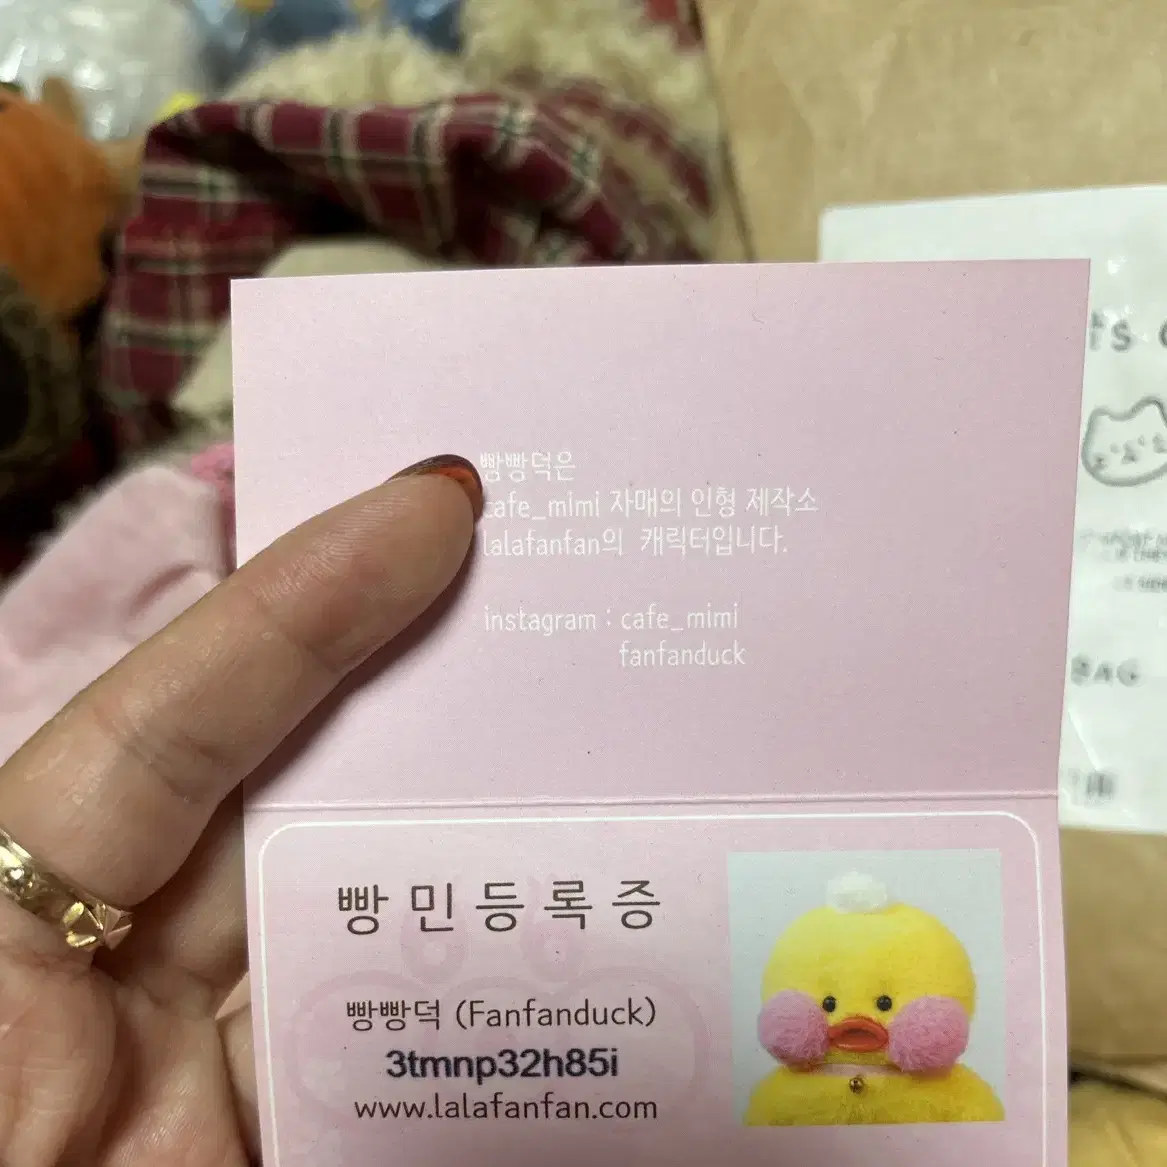 빵빵덕은
cafe_mimi 자매의 인형 제작소
lalafanfan의 캐릭터입니다.
instagram : cafe_mimi
fanfanduck
빵민등록증
빵빵덕 (Fanfanduck)
3tmnp32h85i
www.lalafanfan.com
BAG